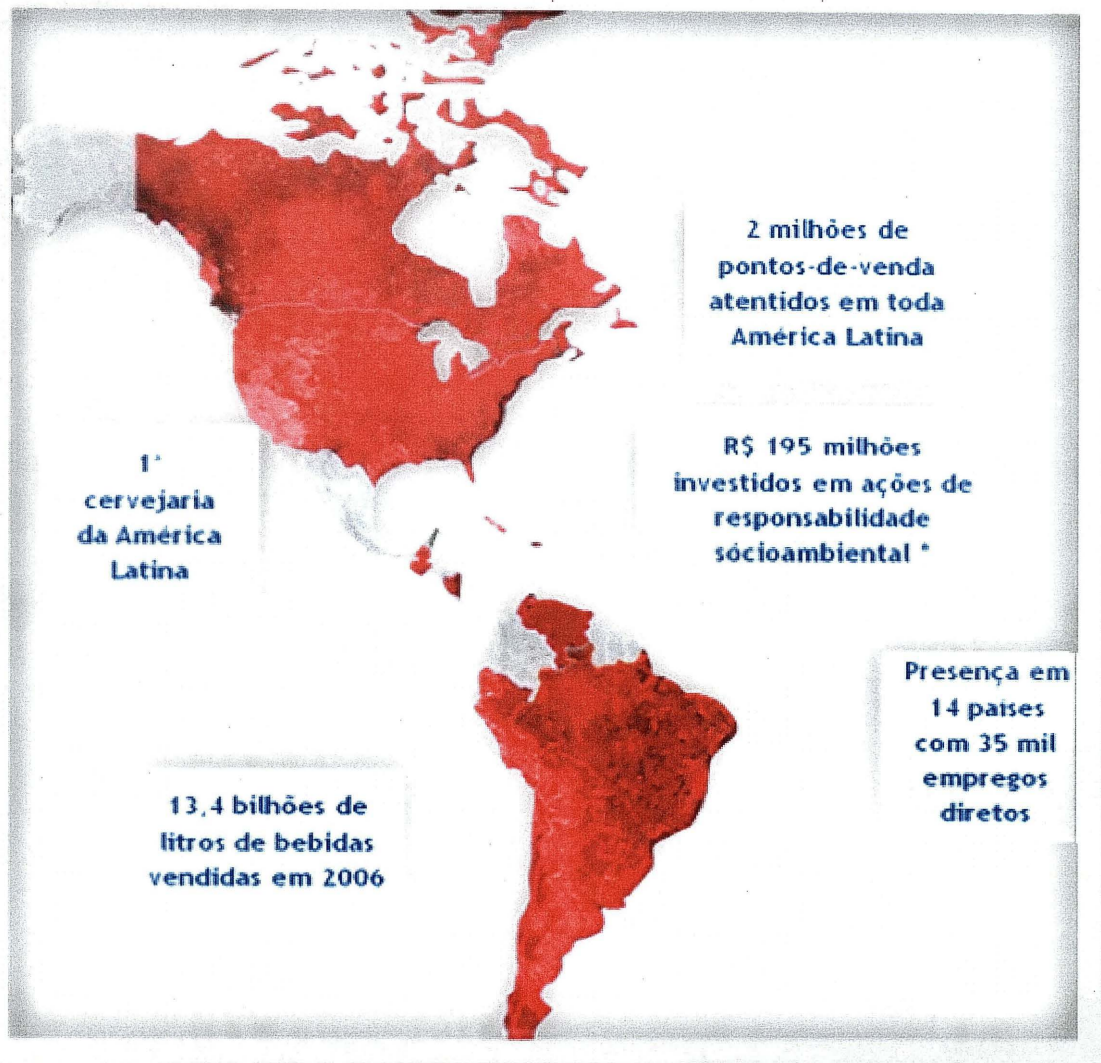 2 milhões de
pontos-de-venda
atentidos em toda
América Latina
1ª
cervejaria
da América
Latina
R$ 195 milhões
investidos em ações de
responsabilidade
sócioambiental *
Presença em
14 países
com 35 mil
empregos
diretos
13,4 bilhões de
litros de bebidas
vendidas em 2006